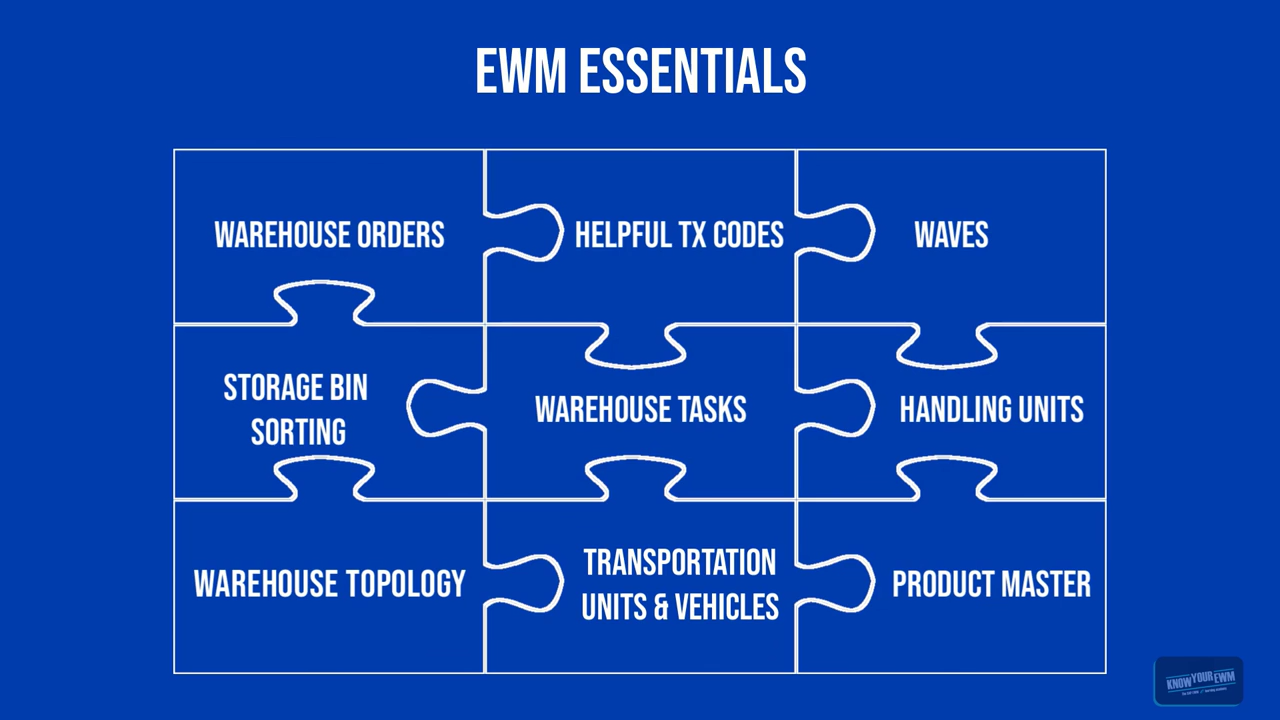 EWM ESSENTIALS
WAREHOUSE ORDERS
HELPFUL TX CODES
WAVES
STORAGE BIN
SORTING
WAREHOUSE TASKS
HANDLING UNITS
WAREHOUSE TOPOLOGY
TRANSPORTATION
UNITS & VEHICLES
PRODUCT MASTER
KNOW YOUR EWM